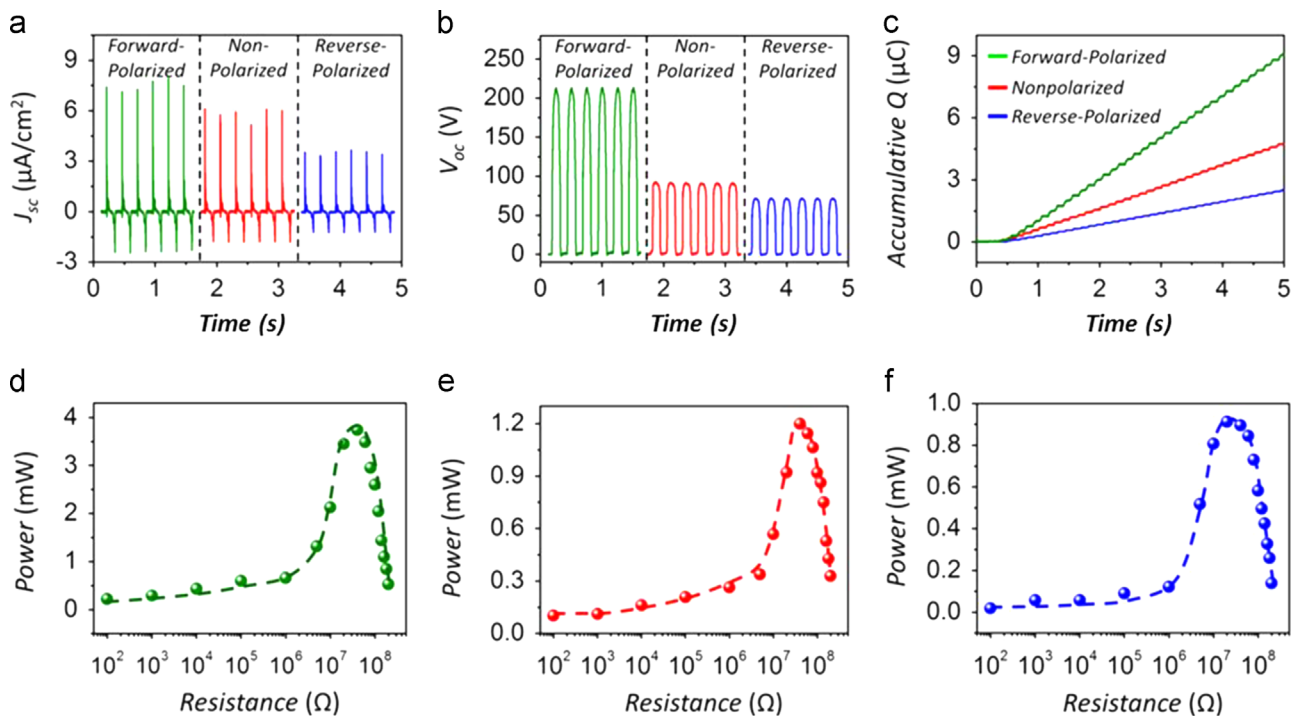 a
Forward-
Polarized
Non-
Polarized
Reverse-
Polarized
9
6
3
0
-3
Jsc (μA/cm²)
0 1 2 3 4 5
Time (s)
b
Forward-
Polarized
Non-
Polarized
Reverse-
Polarized
250
200
150
100
50
0
Voc (V)
0 1 2 3 4 5
Time (s)
c
Forward-Polarized
Nonpolarized
Reverse-Polarized
9
6
3
0
Accumulative Q (μC)
0 1 2 3 4 5
Time (s)
d
4
3
2
1
0
Power (mW)
10² 10³ 10⁴ 10⁵ 10⁶ 10⁷ 10⁸
Resistance (Ω)
e
1.2
0.9
0.6
0.3
0.0
Power (mW)
10² 10³ 10⁴ 10⁵ 10⁶ 10⁷ 10⁸
Resistance (Ω)
f
1.0
0.8
0.6
0.4
0.2
0.0
Power (mW)
10² 10³ 10⁴ 10⁵ 10⁶ 10⁷ 10⁸
Resistance (Ω)